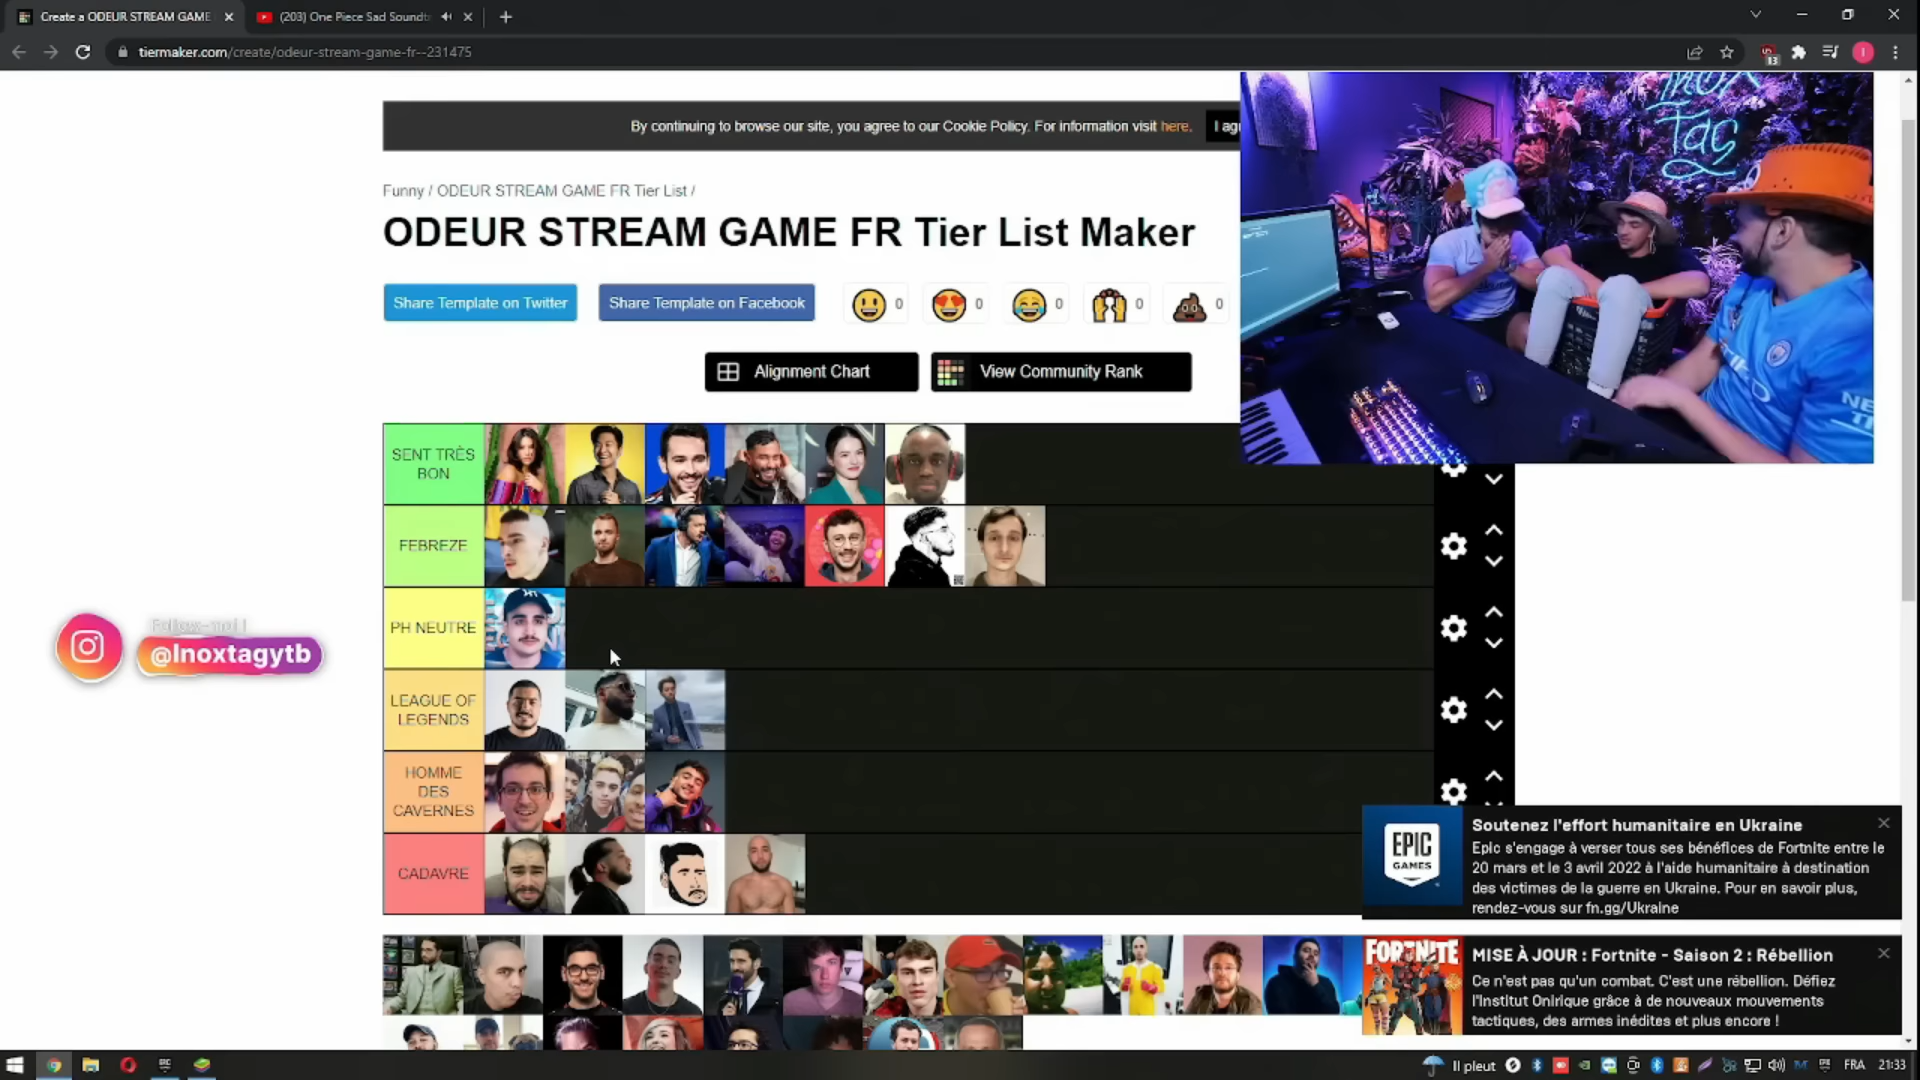 Create a ODEUR STREAM GAME
(203) One Piece Sad Soundt
tiermaker.com/create/odeur-stream-game-fr--231475
13
I
By continuing to browse our site, you agree to our Cookie Policy. For information visit here.
I ag
Funny / ODEUR STREAM GAME FR Tier List /
ODEUR STREAM GAME FR Tier List Maker
Share Template on Twitter
Share Template on Facebook
0
0
0
0
0
Alignment Chart
View Community Rank
Inox
Tag
SENT TRÈS
BON
FEBREZE
PH NEUTRE
LEAGUE OF
LEGENDS
HOMME
DES
CAVERNES
CADAVRE
Follow-moi !
@Inoxtagytb
EPIC
GAMES
Soutenez l'effort humanitaire en Ukraine
Epic s'engage à verser tous ses bénéfices de Fortnite entre le
20 mars et le 3 avril 2022 à l'aide humanitaire à destination
des victimes de la guerre en Ukraine. Pour en savoir plus,
rendez-vous sur fn.gg/Ukraine
FORTNITE
MISE À JOUR : Fortnite - Saison 2 : Rébellion
Ce n'est pas qu'un combat. C'est une rébellion. Défiez
l'Institut Onirique grâce à de nouveaux mouvements
tactiques, des armes inédites et plus encore !
Il pleut
FRA
21:33